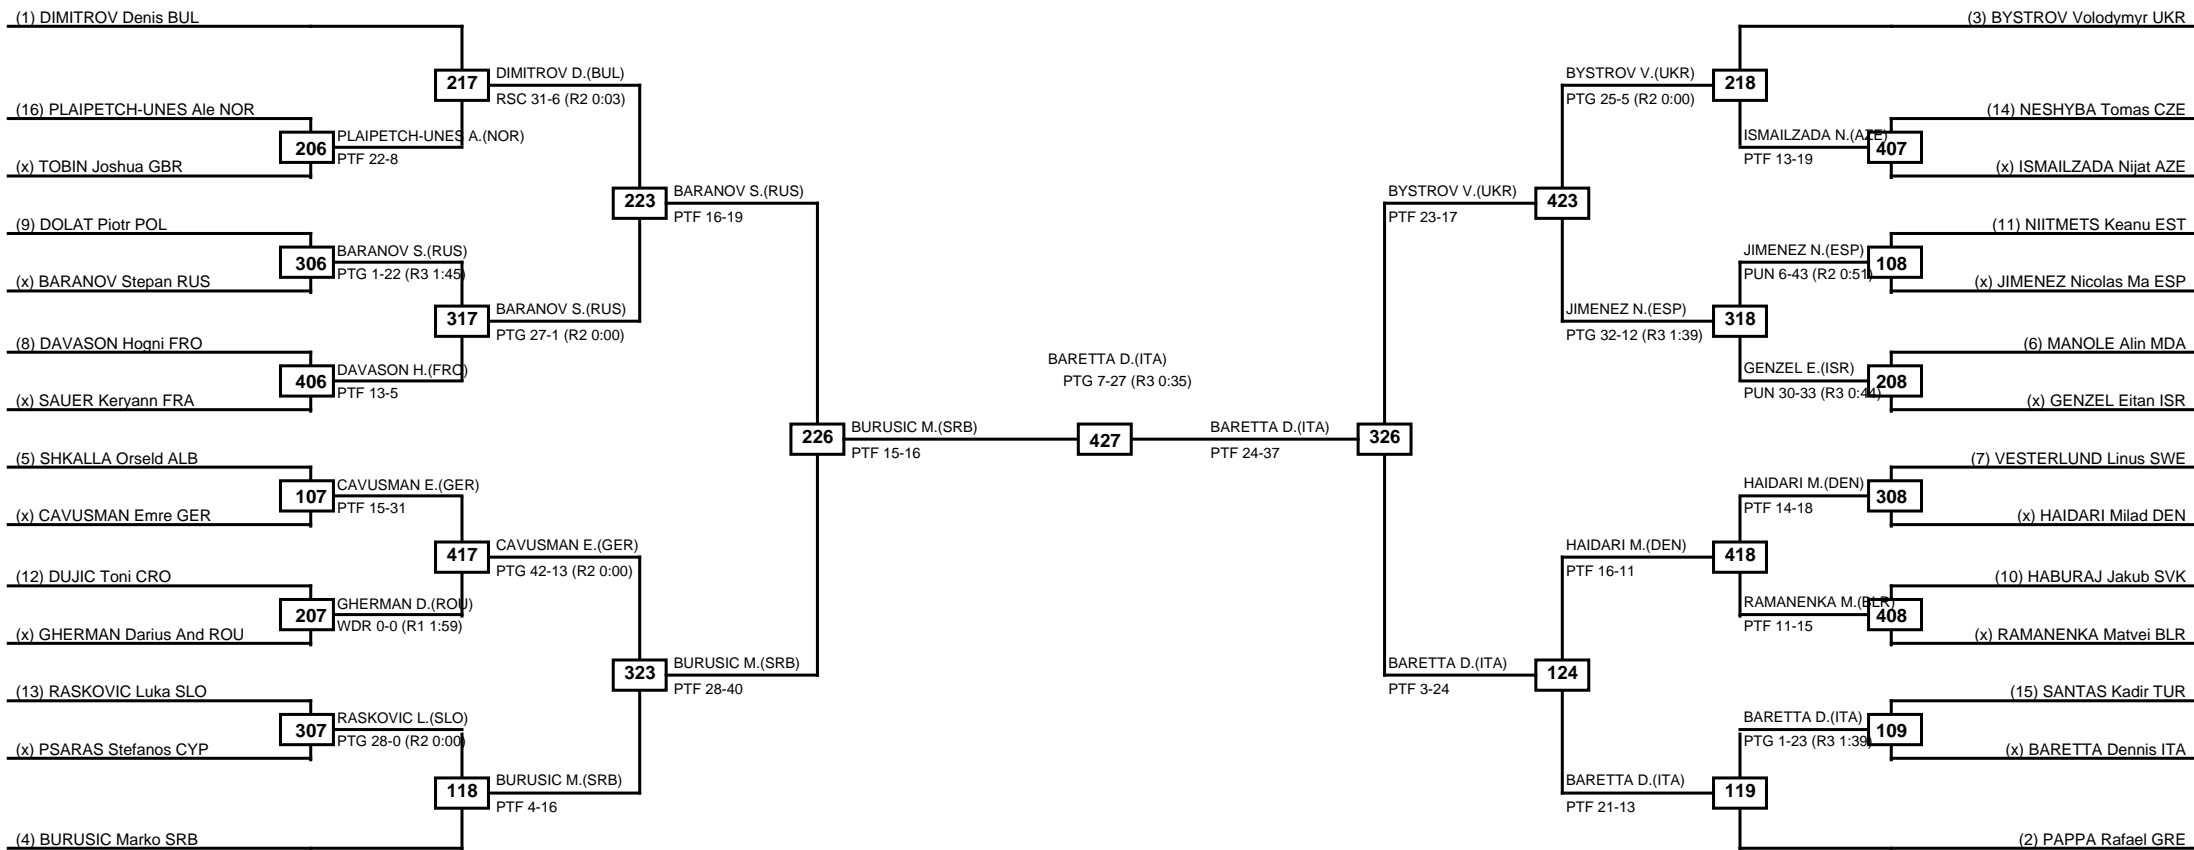 (1) DIMITROV Denis BUL
(16) PLAIPETCH-UNES Ale NOR
(x) TOBIN Joshua GBR
(9) DOLAT Piotr POL
(x) BARANOV Stepan RUS
(8) DAVASON Hogni FRO
(x) SAUER Keryann FRA
(5) SHKALLA Orseld ALB
(x) CAVUSMAN Emre GER
(12) DUJIC Toni CRO
(x) GHERMAN Darius And ROU
(13) RASKOVIC Luka SLO
(x) PSARAS Stefanos CYP
(4) BURUSIC Marko SRB
206
PLAIPETCH-UNES A.(NOR)
PTF 22-8
306
BARANOV S.(RUS)
PTG 1-22 (R3 1:45)
406
DAVASON H.(FRO)
PTF 13-5
107
CAVUSMAN E.(GER)
PTF 15-31
207
GHERMAN D.(ROU)
WDR 0-0 (R1 1:59)
307
RASKOVIC L.(SLO)
PTG 28-0 (R2 0:00)
217
DIMITROV D.(BUL)
RSC 31-6 (R2 0:03)
317
BARANOV S.(RUS)
PTG 27-1 (R2 0:00)
417
CAVUSMAN E.(GER)
PTG 42-13 (R2 0:00)
118
BURUSIC M.(SRB)
PTF 4-16
223
BARANOV S.(RUS)
PTF 16-19
323
BURUSIC M.(SRB)
PTF 28-40
226
BURUSIC M.(SRB)
PTF 15-16
BARETTA D.(ITA)
PTG 7-27 (R3 0:35)
427
BARETTA D.(ITA)
PTF 24-37
326
BYSTROV V.(UKR)
PTF 23-17
423
BARETTA D.(ITA)
PTF 3-24
124
BYSTROV V.(UKR)
PTG 25-5 (R2 0:00)
218
JIMENEZ N.(ESP)
PTG 32-12 (R3 1:39)
318
HAIDARI M.(DEN)
PTF 16-11
418
BARETTA D.(ITA)
PTF 21-13
119
ISMAILZADA N.(AZE)
PTF 13-19
407
JIMENEZ N.(ESP)
PUN 6-43 (R2 0:51)
108
GENZEL E.(ISR)
PUN 30-33 (R3 0:44)
208
HAIDARI M.(DEN)
PTF 14-18
308
RAMANENKA M.(BLR)
PTF 11-15
408
BARETTA D.(ITA)
PTG 1-23 (R3 1:39)
109
(3) BYSTROV Volodymyr UKR
(14) NESHYBA Tomas CZE
(x) ISMAILZADA Nijat AZE
(11) NIITMETS Keanu EST
(x) JIMENEZ Nicolas Ma ESP
(6) MANOLE Alin MDA
(x) GENZEL Eitan ISR
(7) VESTERLUND Linus SWE
(x) HAIDARI Milad DEN
(10) HABURAJ Jakub SVK
(x) RAMANENKA Matvei BLR
(15) SANTAS Kadir TUR
(x) BARETTA Dennis ITA
(2) PAPPA Rafael GRE